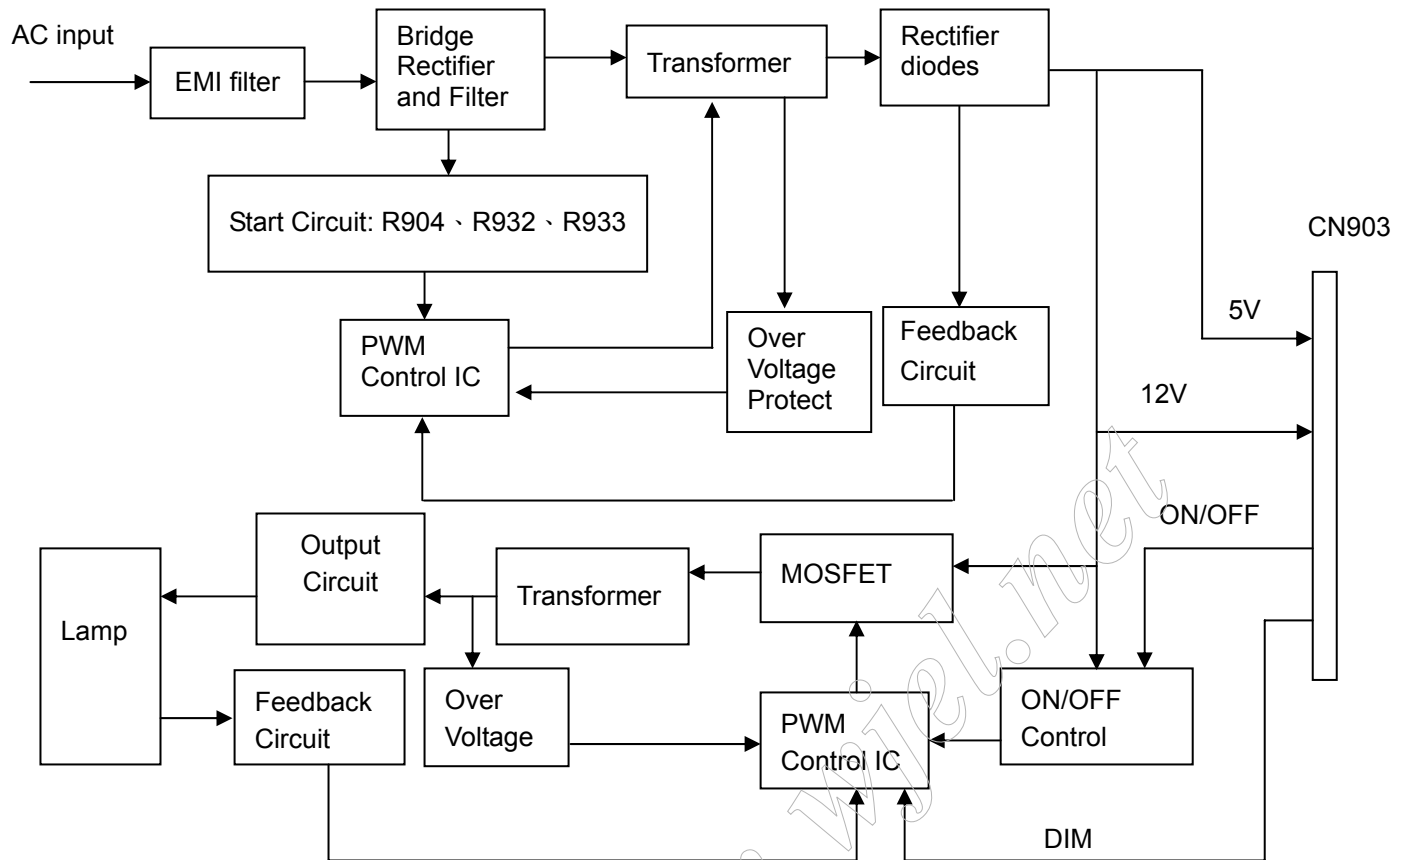 AC input
EMI filter
Bridge
Rectifier
and Filter
Transformer
Rectifier
diodes
Start Circuit: R904、R932、R933
CN903
PWM
Control IC
Over
Voltage
Protect
Feedback
Circuit
5V
12V
ON/OFF
Lamp
Output
Circuit
Transformer
MOSFET
Feedback
Circuit
Over
Voltage
PWM
Control IC
ON/OFF
Control
DIM
wjel.net